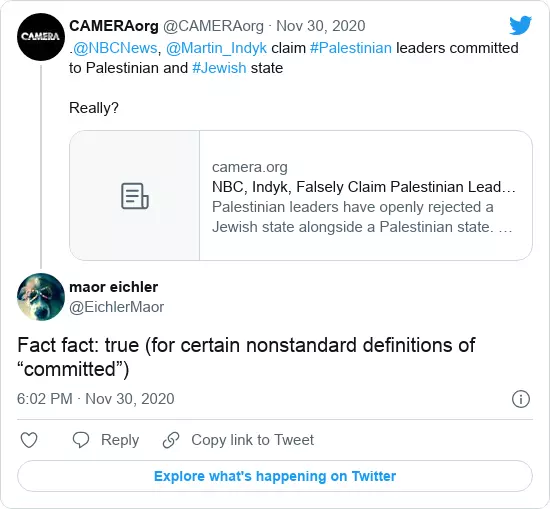 CAMERA
CAMERAorg @CAMERAorg · Nov 30, 2020
.@NBCNews, @Martin_Indyk claim #Palestinian leaders committed
to Palestinian and #Jewish state
Really?
camera.org
NBC, Indyk, Falsely Claim Palestinian Lead…
Palestinian leaders have openly rejected a
Jewish state alongside a Palestinian state. …
maor eichler
@EichlerMaor
Fact fact: true (for certain nonstandard definitions of
“committed”)
6:02 PM · Nov 30, 2020
Reply
Copy link to Tweet
Explore what's happening on Twitter